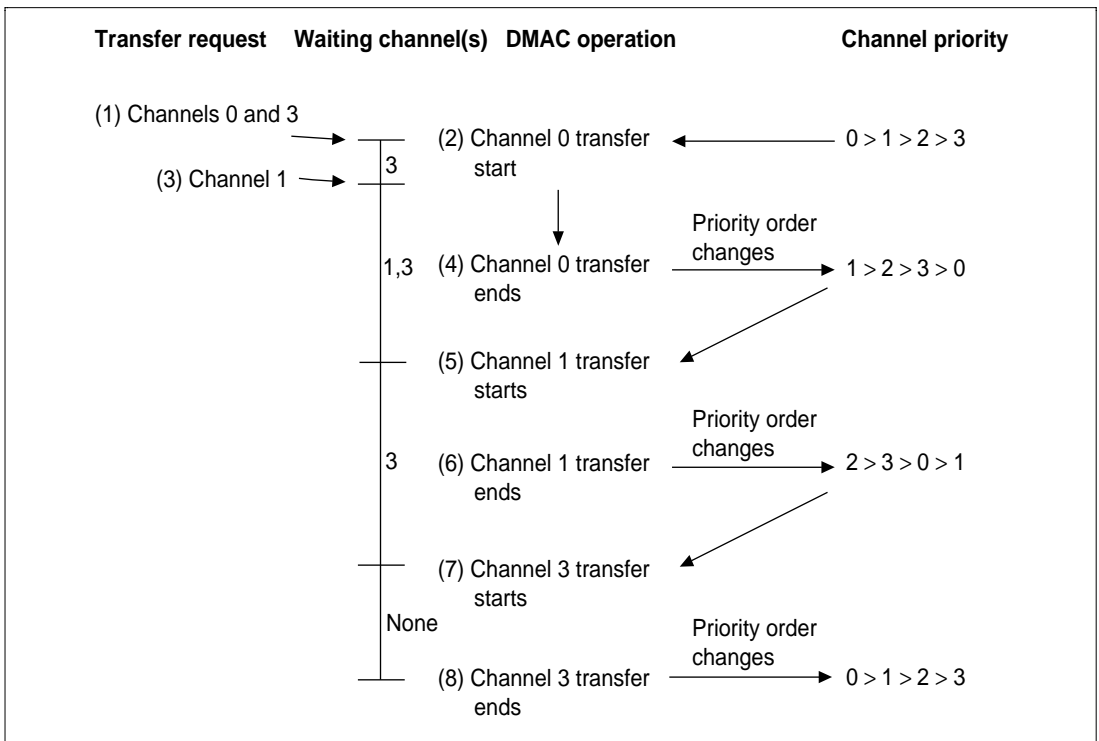 Transfer request Waiting channel(s) DMAC operation Channel priority
(1) Channels 0 and 3
(2) Channel 0 transfer
start
0 > 1 > 2 > 3
3
(3) Channel 1
Priority order
changes
1,3
(4) Channel 0 transfer
ends
1 > 2 > 3 > 0
(5) Channel 1 transfer
starts
Priority order
changes
3
(6) Channel 1 transfer
ends
2 > 3 > 0 > 1
(7) Channel 3 transfer
starts
None
Priority order
changes
(8) Channel 3 transfer
ends
0 > 1 > 2 > 3